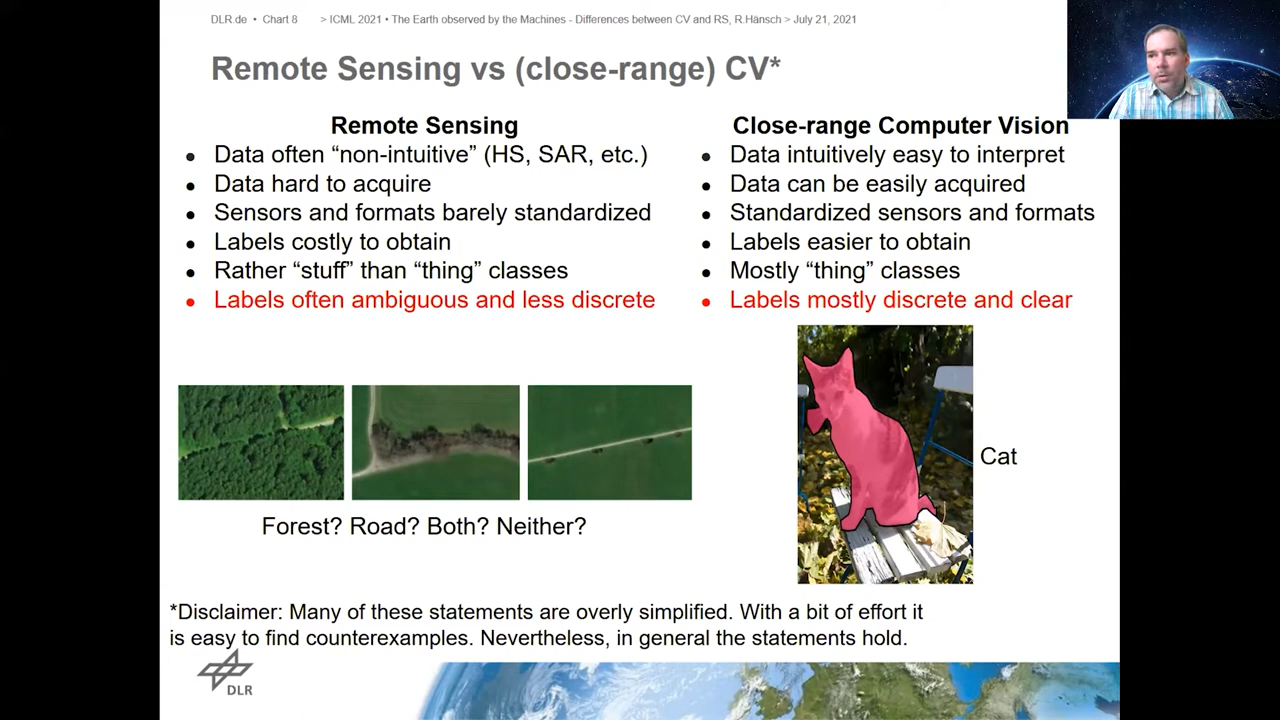 DLR.de • Chart 8 > ICML 2021 • The Earth observed by the Machines - Differences between CV and RS, R.Hänsch > July 21, 2021
Remote Sensing vs (close-range) CV*
Remote Sensing
• Data often “non-intuitive” (HS, SAR, etc.)
• Data hard to acquire
• Sensors and formats barely standardized
• Labels costly to obtain
• Rather “stuff” than “thing” classes
• Labels often ambiguous and less discrete
Forest? Road? Both? Neither?
Close-range Computer Vision
• Data intuitively easy to interpret
• Data can be easily acquired
• Standardized sensors and formats
• Labels easier to obtain
• Mostly “thing” classes
• Labels mostly discrete and clear
Cat
*Disclaimer: Many of these statements are overly simplified. With a bit of effort it
is easy to find counterexamples. Nevertheless, in general the statements hold.
DLR